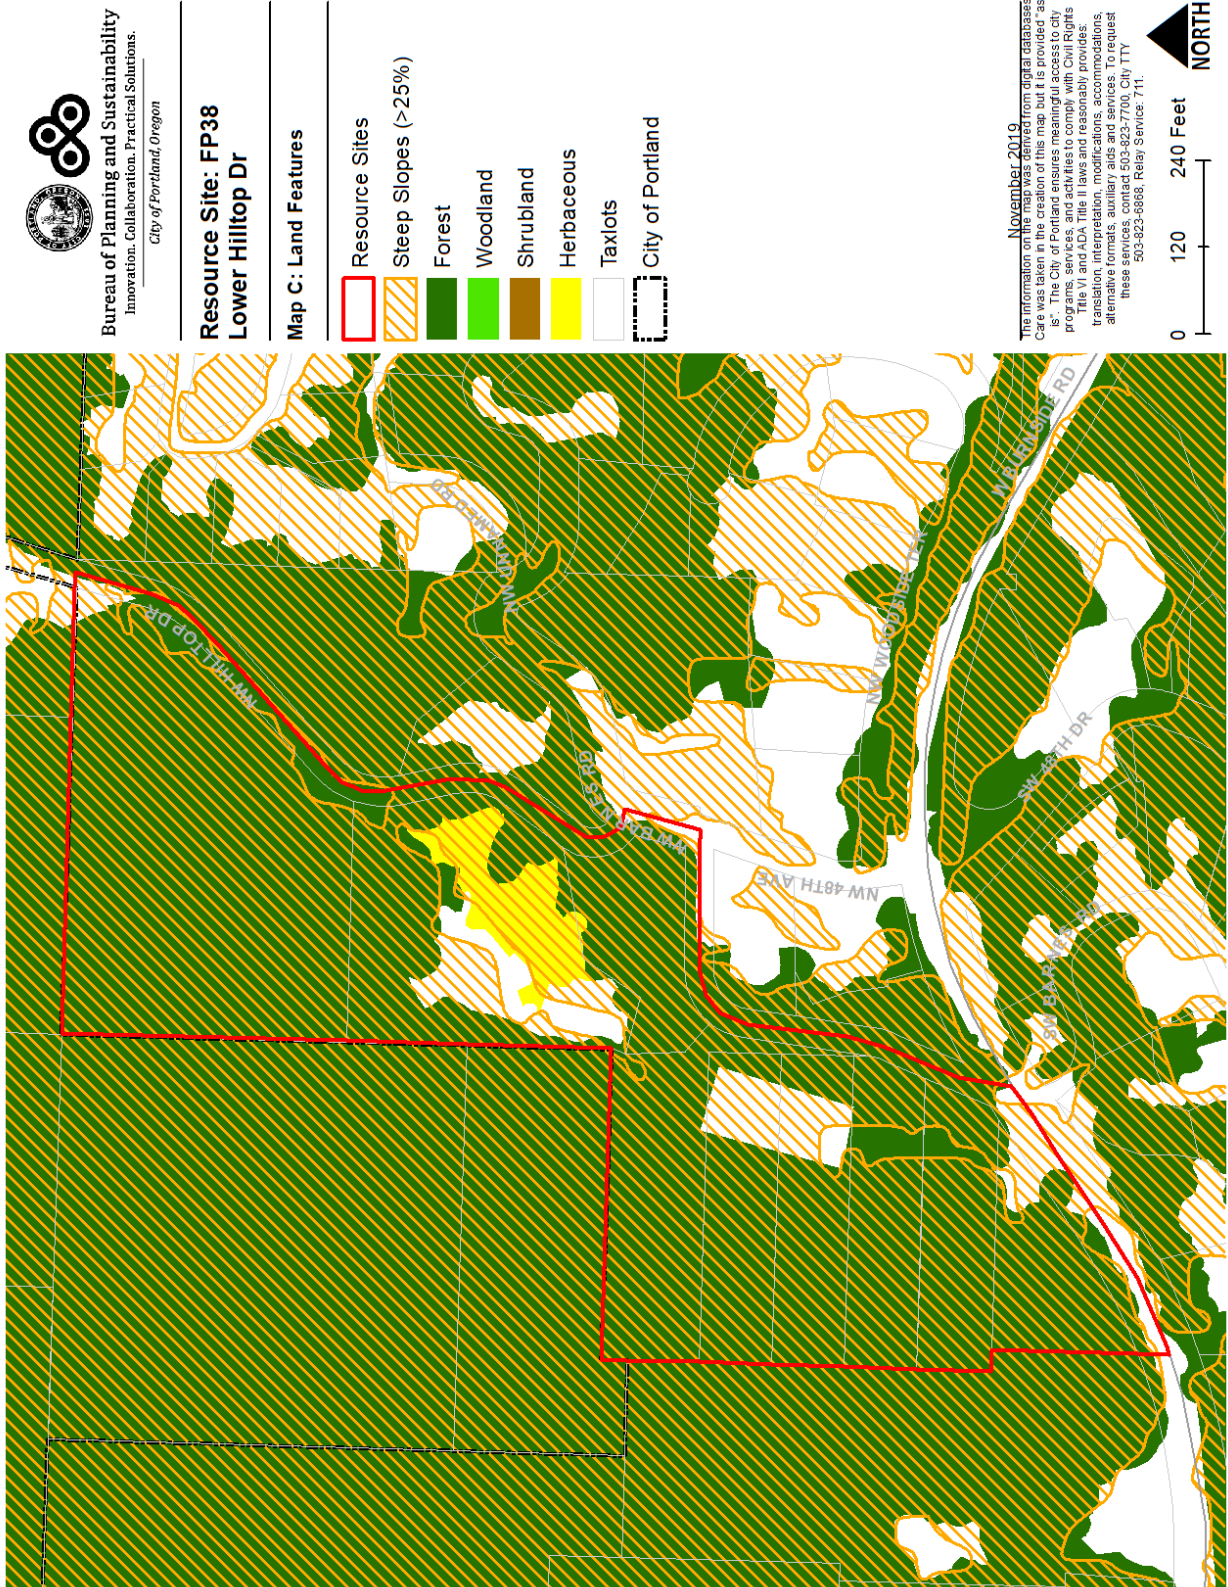 Bureau of Planning and Sustainability
Innovation. Collaboration. Practical Solutions.
City of Portland, Oregon
Resource Site: FP38
Lower Hilltop Dr
Map C: Land Features
Resource Sites
Steep Slopes (>25%)
Forest
Woodland
Shrubland
Herbaceous
Taxlots
City of Portland
November 2019
The information on the map was derived from digital databases
Care was taken in the creation of this map but it is provided "as
is". The City of Portland ensures meaningful access to city
programs, services, and activities to comply with Civil Rights
Title VI and ADA Title II laws and reasonably provides:
translation, interpretation, modifications, accommodations,
alternative formats, auxiliary aids and services. To request
these services, contact 503-823-7700, City TTY
503-823-6868, Relay Service: 711.
0 120 240 Feet
NORTH
NW HILLTOP DR
NW UNNAMED RD
NW BARNES RD
NW BARNES RD
NW 48TH AVE
NW WOODSIDE TER
W BURNSIDE RD
SW 48TH DR
SW BARNES RD